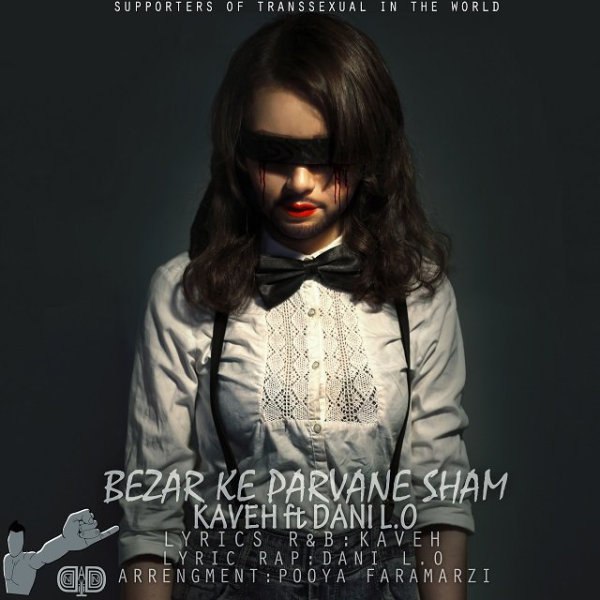 SUPPORTERS OF TRANSSEXUAL IN THE WORLD
BEZAR KE PARVANE SHAM
KAVEH ft DANI L.O
LYRICS R&B:KAVEH
LYRIC RAP:DANI L.O
ARRENGMENT:POOYA FARAMARZI